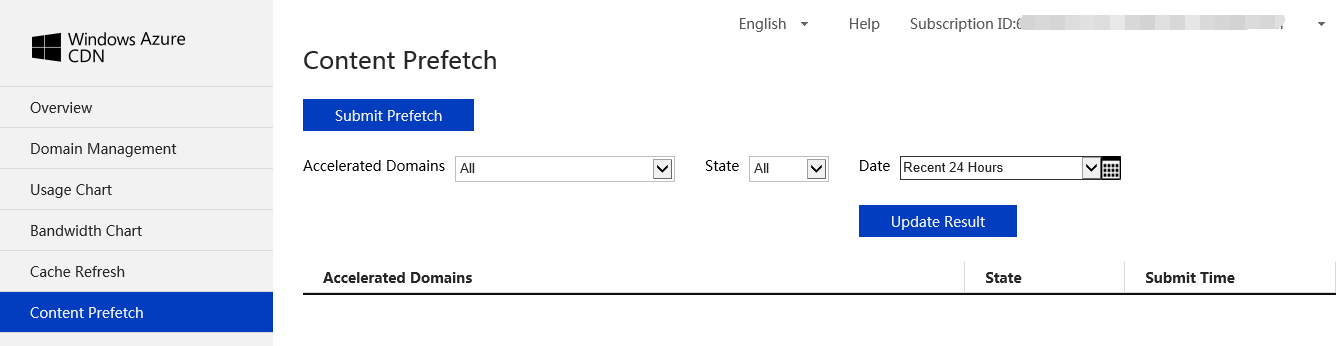 Windows Azure
CDN
Overview
Domain Management
Usage Chart
Bandwidth Chart
Cache Refresh
Content Prefetch
English Help Subscription ID:
Content Prefetch
Submit Prefetch
Accelerated Domains All State All Date Recent 24 Hours
Update Result
Accelerated Domains State Submit Time